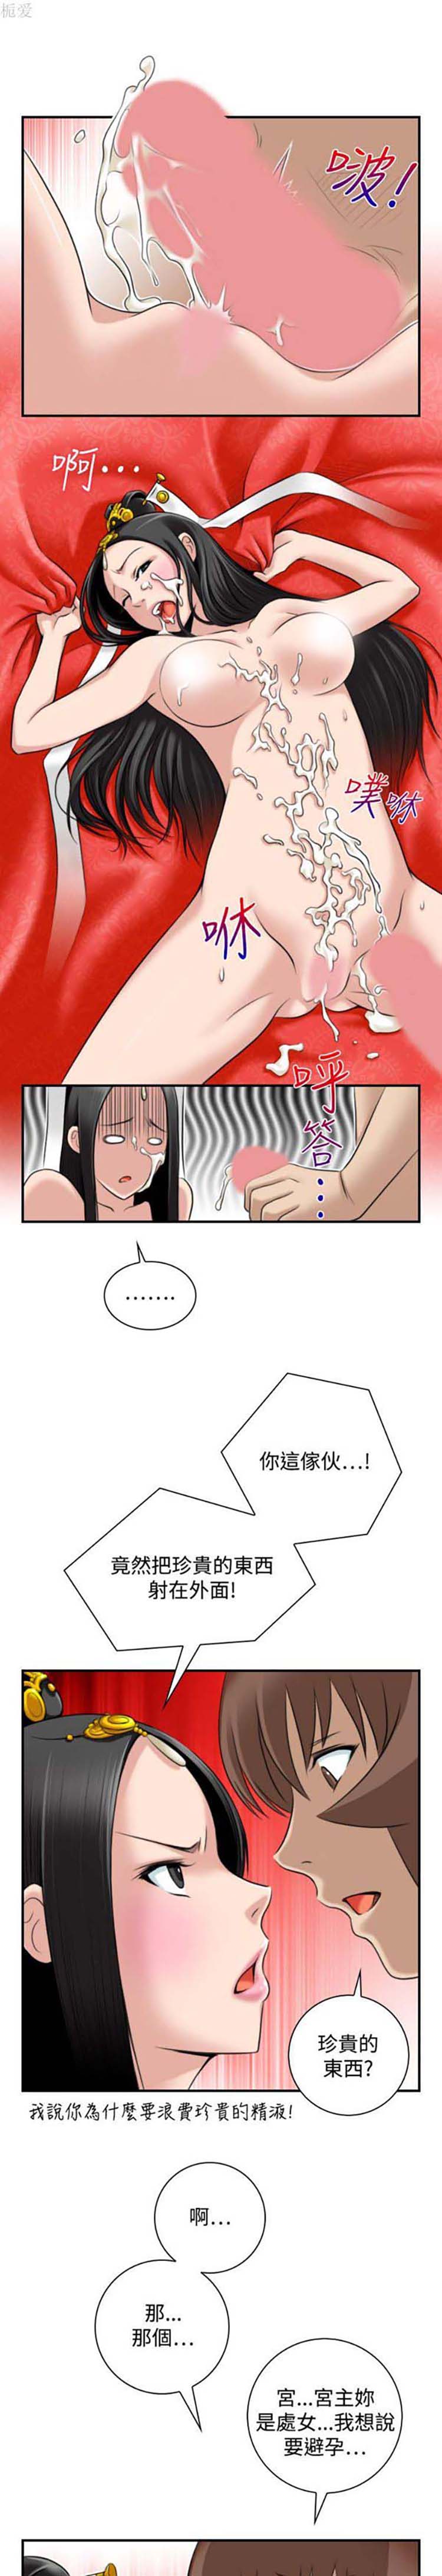 栀爱
啵!
啊...
噗咻
咻
呼
答...
.......
你這傢伙...!
竟然把珍貴的東西
射在外面!
珍貴的
東西?
我說你為什麼要浪費珍貴的精液!
啊...
那...
那個...
宮...宮主妳
是處女...我想說
要避孕...